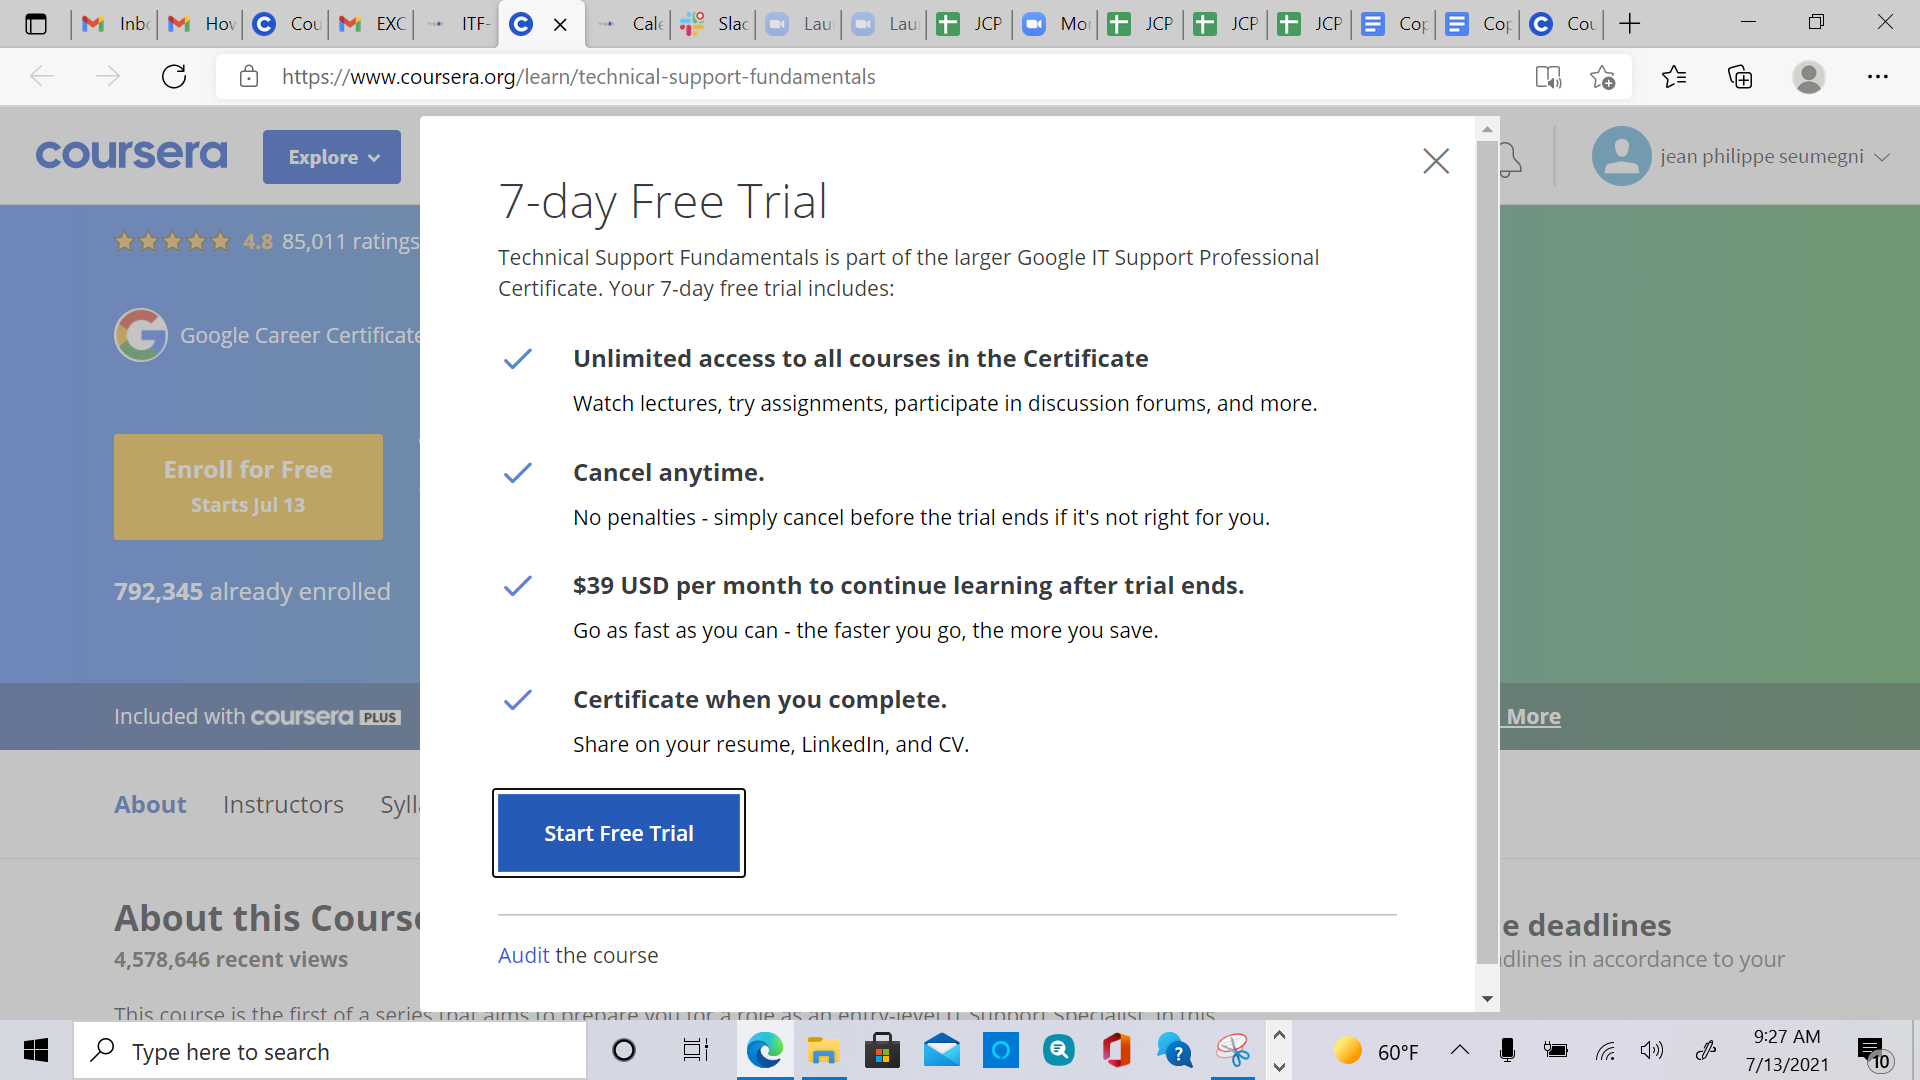 Inb
Hov
Cou
EXC
ITF-
Cale
Slac
Lau
Lau
JCP
Mo
JCP
JCP
JCP
Cop
Cop
Cou
https://www.coursera.org/learn/technical-support-fundamentals
coursera
Explore
jean philippe seumegni
7-day Free Trial
4.8 85,011 ratings
Technical Support Fundamentals is part of the larger Google IT Support Professional
Certificate. Your 7-day free trial includes:
Google Career Certificate
Unlimited access to all courses in the Certificate
Watch lectures, try assignments, participate in discussion forums, and more.
Enroll for Free
Starts Jul 13
Cancel anytime.
No penalties - simply cancel before the trial ends if it's not right for you.
792,345 already enrolled
$39 USD per month to continue learning after trial ends.
Go as fast as you can - the faster you go, the more you save.
Included with coursera PLUS
More
Certificate when you complete.
Share on your resume, LinkedIn, and CV.
About
Instructors
Sylla
Start Free Trial
About this Course
4,578,646 recent views
e deadlines
dlines in accordance to your
Audit the course
This course is the first of a series that aims to prepare you for a role as an entry-level IT Support Specialist. In this
Type here to search
60°F
9:27 AM
7/13/2021
10